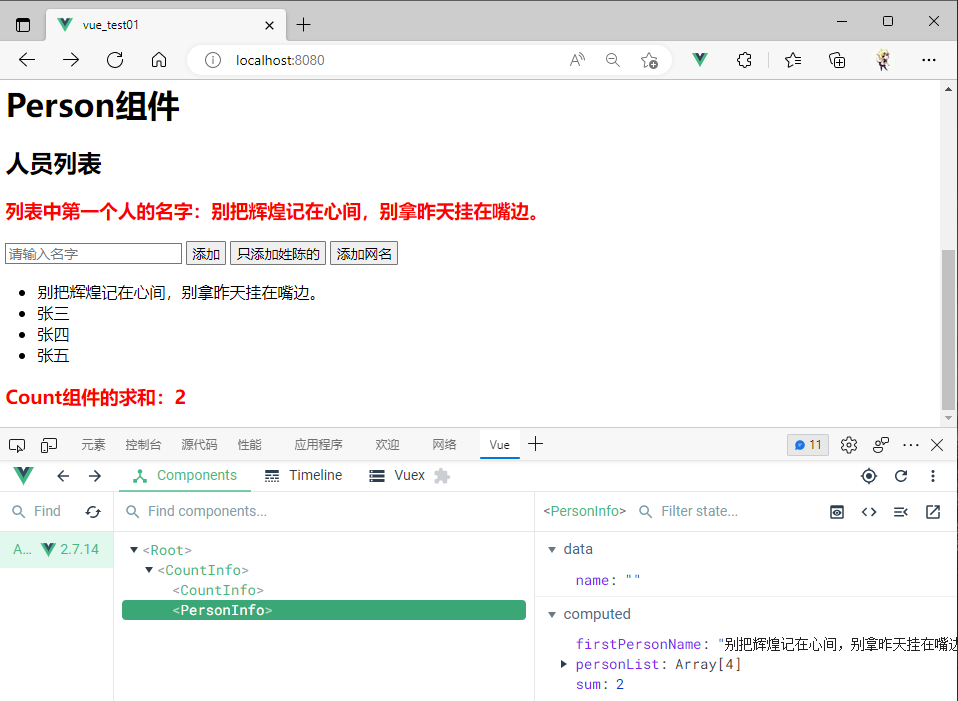 vue_test01
localhost:8080
Person组件
人员列表
列表中第一个人的名字：别把辉煌记在心间，别拿昨天挂在嘴边。
请输入名字 添加 只添加姓陈的 添加网名
别把辉煌记在心间，别拿昨天挂在嘴边。
张三
张四
张五
Count组件的求和：2
元素 控制台 源代码 性能 应用程序 欢迎 网络 Vue 11
Components Timeline Vuex
Find Find components... <PersonInfo> Filter state...
A... 2.7.14
<Root>
<CountInfo>
<CountInfo>
<PersonInfo>
data
name: ""
computed
firstPersonName: "别把辉煌记在心间，别拿昨天挂在嘴
personList: Array[4]
sum: 2